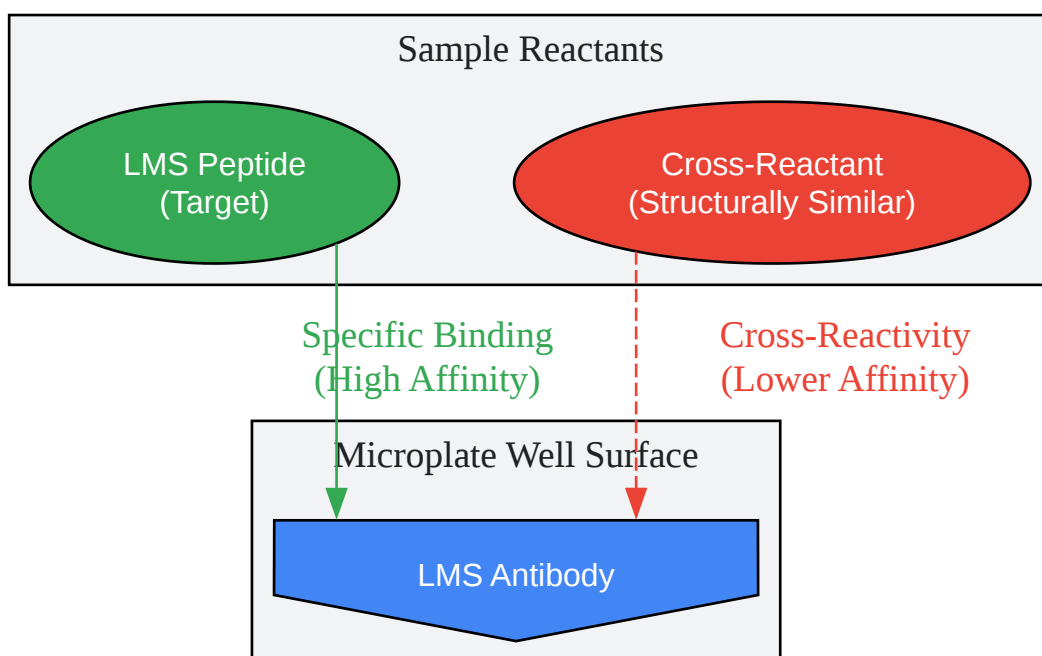 Sample Reactants
LMS Peptide
(Target)
Cross-Reactant
(Structurally Similar)
Specific Binding
(High Affinity)
Cross-Reactivity
(Lower Affinity)
Microplate Well Surface
LMS Antibody